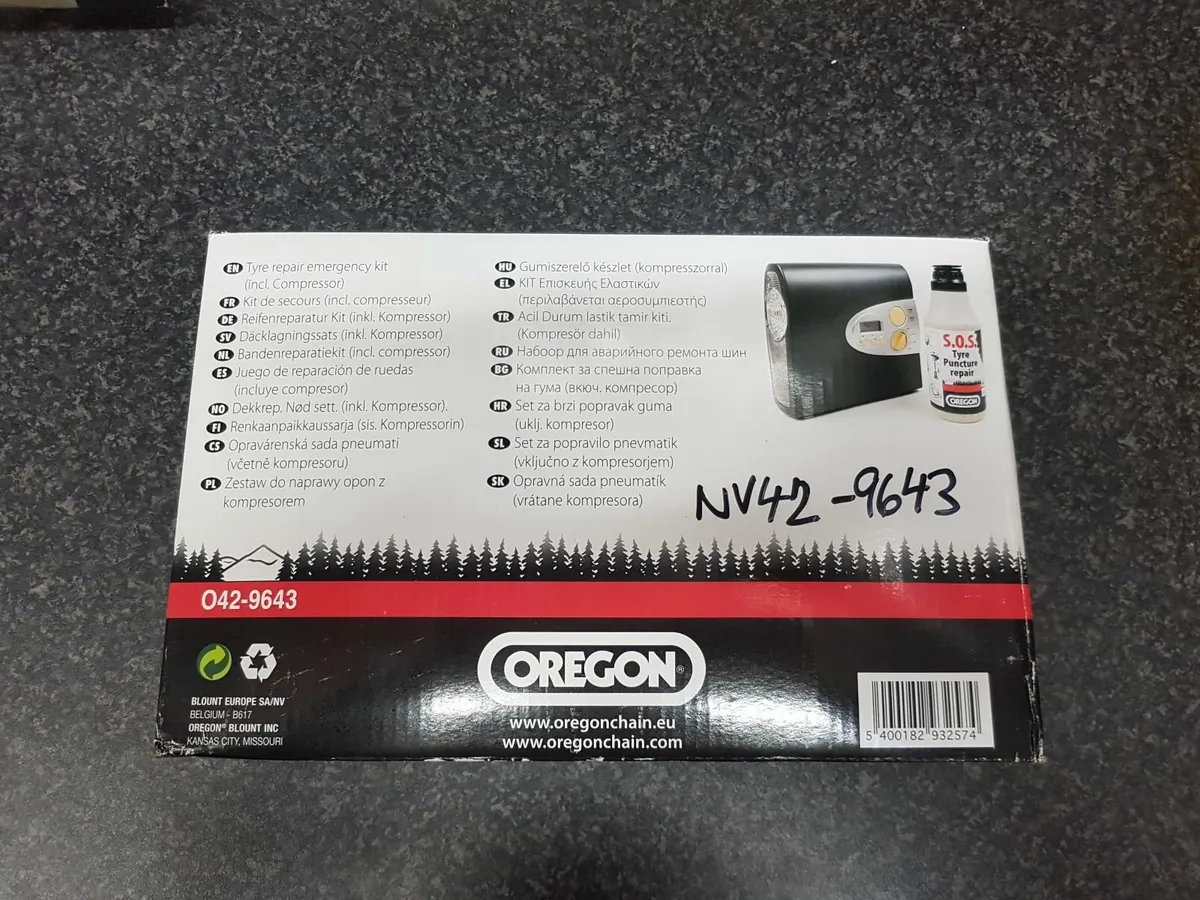 EN Tyre repair emergency kit
(incl. Compressor)
FR Kit de secours (incl. compresseur)
DE Reifenreparatur Kit (inkl. Kompressor)
SV Däcklagningssats (inkl. Kompressor)
NL Bandenreparatiekit (incl. compressor)
ES Juego de reparación de ruedas
(incluye compresor)
NO Dekkrep. Nød sett. (inkl. Kompressor).
FI Renkaanpaikkaussarja (sis. Kompressorin)
CS Opravárenská sada pneumati
(včetně kompresoru)
PL Zestaw do naprawy opon z
kompresorem
HU Gumiszerelő készlet (kompresszorral)
EL ΚΙΤ Επισκευής Ελαστικών
(περιλαβάνεται αεροσυμπιεστής)
TR Acil Durum lastik tamir kiti.
(Kompresör dahil)
RU Набоор для аварийного ремонта шин
BG Комплект за спешна поправка
на гума (вкюч. компресор)
HR Set za brzi popravak guma
(uklj. kompresor)
SL Set za popravilo pnevmatik
(vključno z kompresorjem)
SK Opravná sada pneumatík
(vrátane kompresora)
S.O.S.
Tyre
Puncture
repair
OREGON
NV42-9643
O42-9643
OREGON®
www.oregonchain.eu
www.oregonchain.com
BLOUNT EUROPE SA/NV
BELGIUM - B617
OREGON® BLOUNT INC
KANSAS CITY, MISSOURI
5 400182 932574